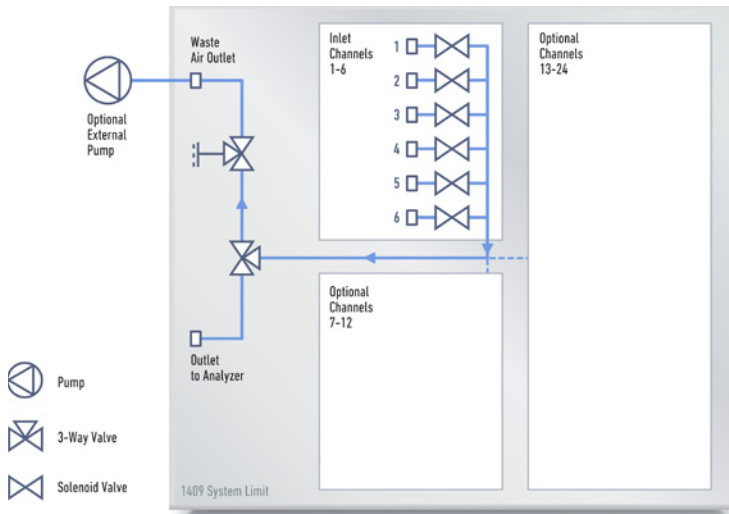 Waste
Air Outlet
Inlet
Channels
1-6
1
2
3
4
5
6
Optional
Channels
13-24
Optional
External
Pump
Optional
Channels
7-12
Outlet
to Analyzer
Pump
3-Way Valve
Solenoid Valve
1409 System Limit